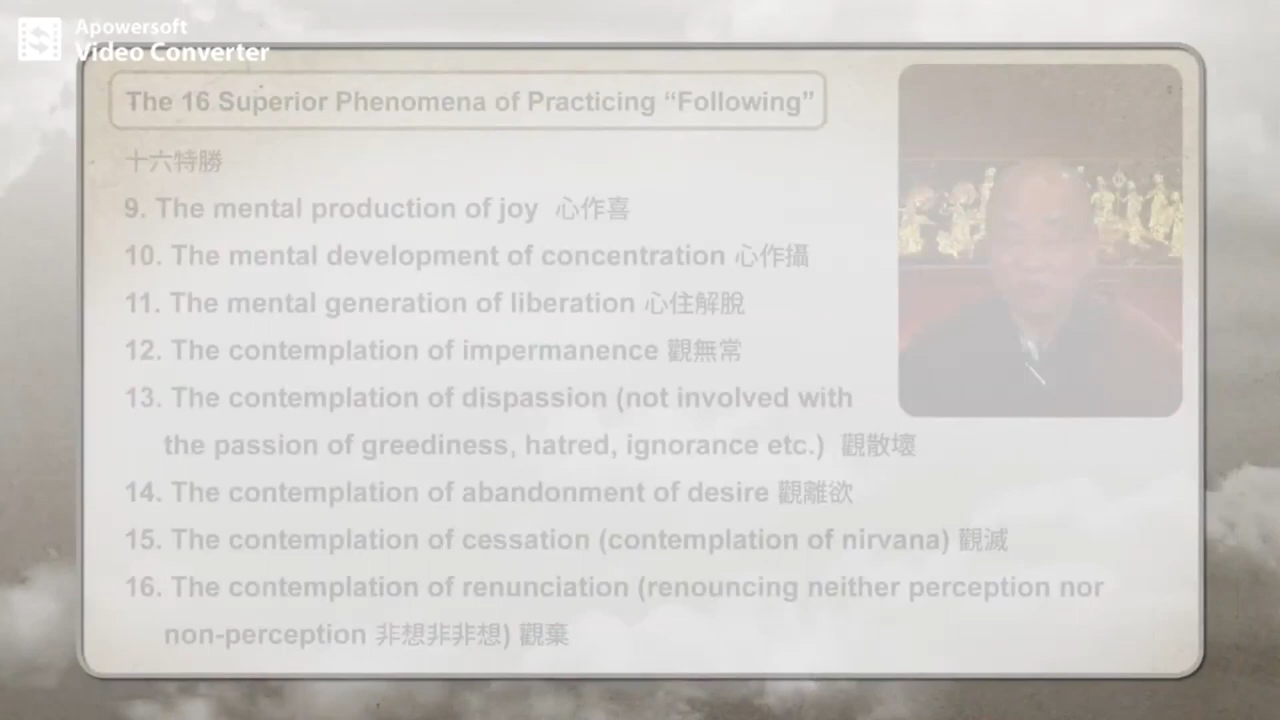 Apowersoft
Video Converter
The 16 Superior Phenomena of Practicing “Following”
十六特勝
9. The mental production of joy 心作喜
10. The mental development of concentration 心作攝
11. The mental generation of liberation 心住解脫
12. The contemplation of impermanence 觀無常
13. The contemplation of dispassion (not involved with
the passion of greediness, hatred, ignorance etc.) 觀散壞
14. The contemplation of abandonment of desire 觀離欲
15. The contemplation of cessation (contemplation of nirvana) 觀滅
16. The contemplation of renunciation (renouncing neither perception nor
non-perception 非想非非想) 觀棄